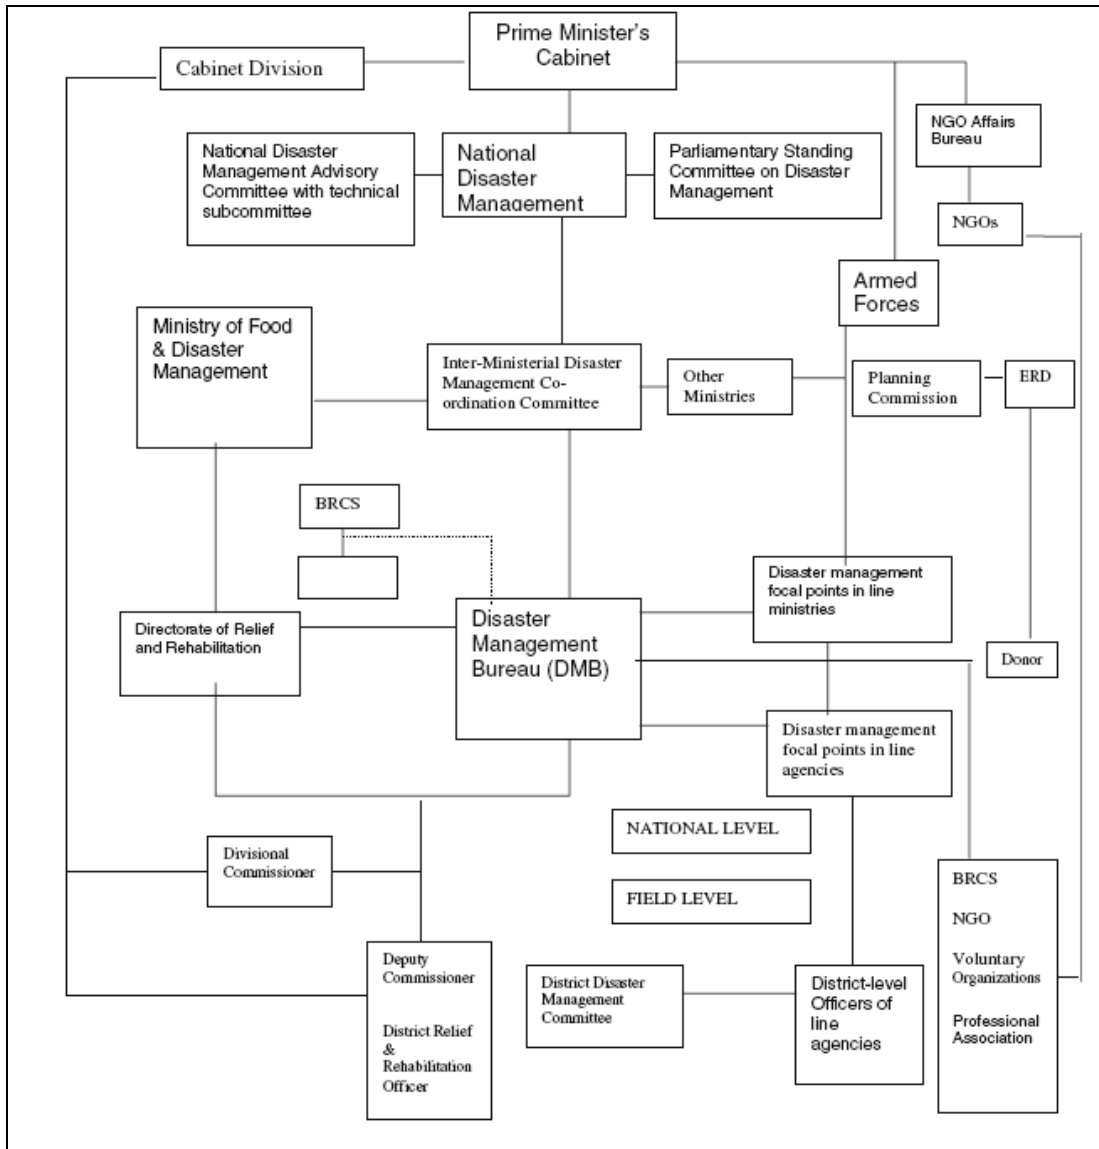 Prime Minister's
Cabinet
Cabinet Division
NGO Affairs
Bureau
National Disaster
Management Advisory
Committee with technical
subcommittee
National
Disaster
Management
Parliamentary Standing
Committee on Disaster
Management
NGOs
Armed
Forces
Ministry of Food
& Disaster
Management
Inter-Ministerial Disaster
Management Co-
ordination Committee
Other
Ministries
Planning
Commission
ERD
BRCS
Disaster management
focal points in line
ministries
Directorate of Relief
and Rehabilitation
Disaster
Management
Bureau (DMB)
Donor
Disaster management
focal points in line
agencies
NATIONAL LEVEL
Divisional
Commissioner
FIELD LEVEL
BRCS
NGO
Voluntary
Organizations
Professional
Association
Deputy
Commissioner
District Relief
&
Rehabilitation
Officer
District Disaster
Management
Committee
District-level
Officers of
line
agencies